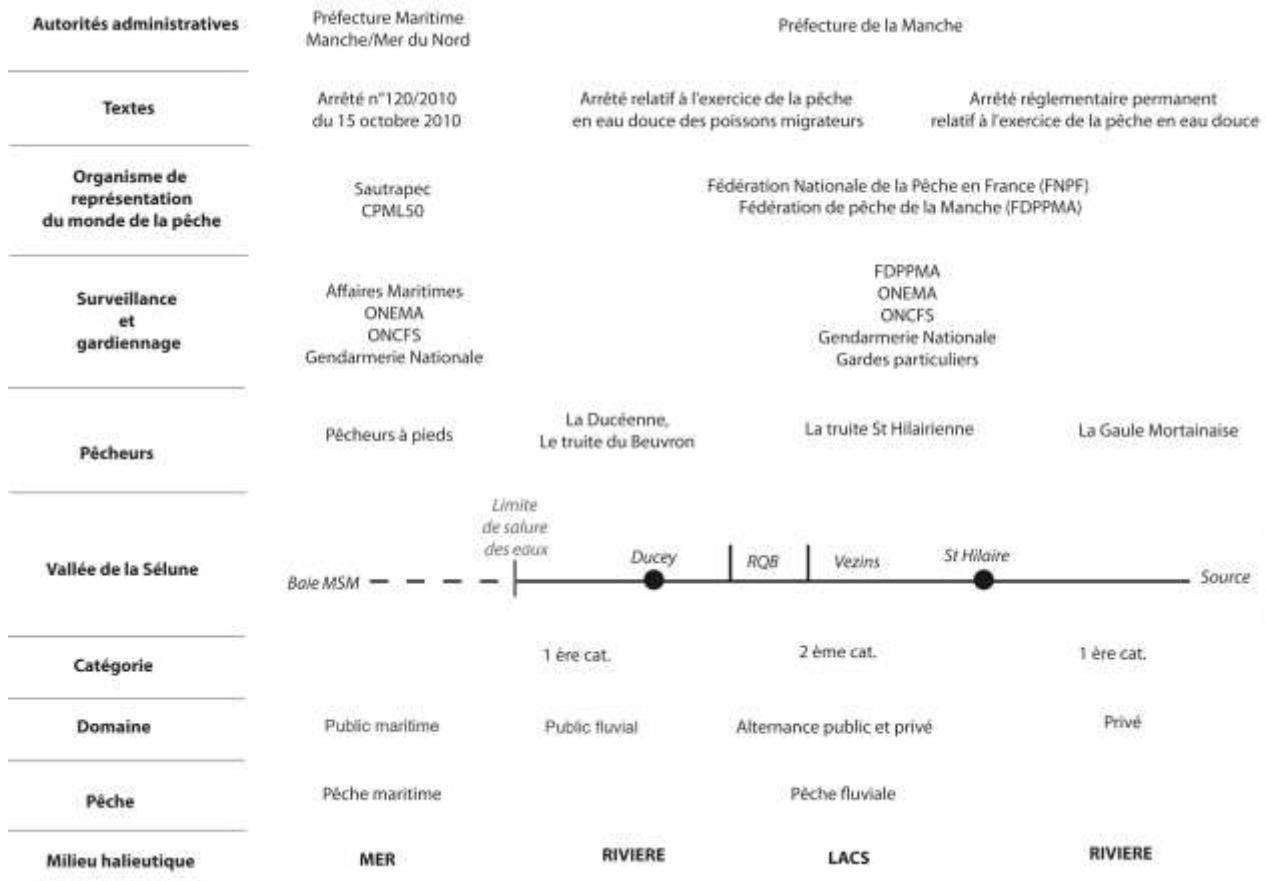 Autorités administratives
Préfecture Maritime
Manche/Mer du Nord
Préfecture de la Manche
Textes
Arrêté n°120/2010
du 15 octobre 2010
Arrêté relatif à l'exercice de la pêche
en eau douce des poissons migrateurs
Arrêté réglementaire permanent
relatif à l'exercice de la pêche en eau douce
Organisme de
représentation
du monde de la pêche
Sautrapec
CPML50
Fédération Nationale de la Pêche en France (FNPF)
Fédération de pêche de la Manche (FDPPMA)
Surveillance
et
gardiennage
Affaires Maritimes
ONEMA
ONCFS
Gendarmerie Nationale
FDPPMA
ONEMA
ONCFS
Gendarmerie Nationale
Gardes particuliers
Pêcheurs
Pêcheurs à pieds
La Ducéenne,
Le truite du Beuvron
La truite St Hilairienne
La Gaule Mortainaise
Vallée de la Sélune
Baie MSM
Limite
de salure
des eaux
Ducey
RQB
Vezins
St Hilaire
Source
Catégorie
1 ère cat.
2 ème cat.
1 ère cat.
Domaine
Public maritime
Public fluvial
Alternance public et privé
Privé
Pêche
Pêche maritime
Pêche fluviale
Milieu halieutique
MER
RIVIERE
LACS
RIVIERE